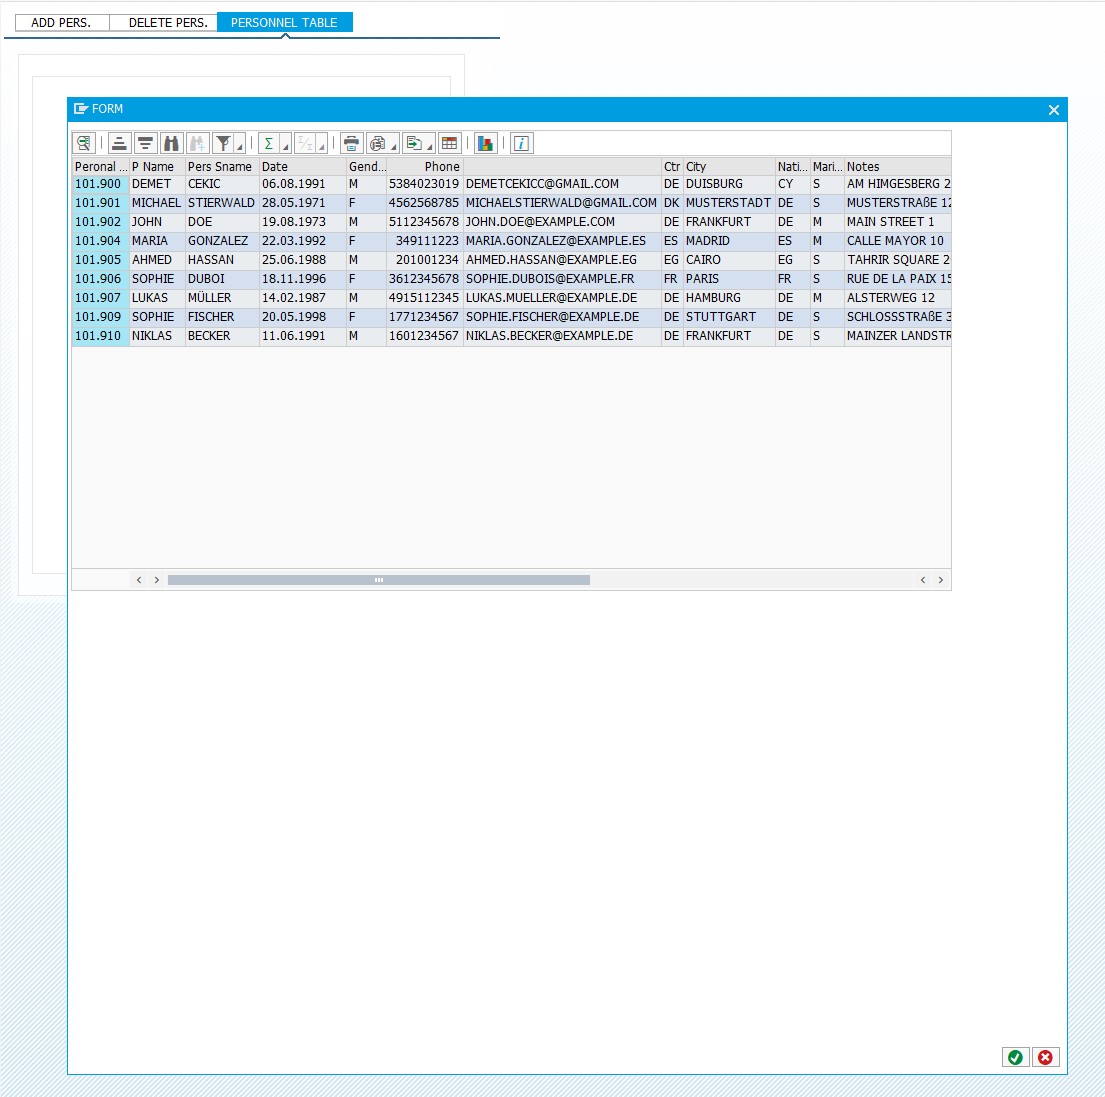 ADD PERS. DELETE PERS. PERSONNEL TABLE
FORM
Peronal ... P Name Pers Sname Date Gend... Phone Ctr City Nati... Mari... Notes
101.900 DEMET CEKIC 06.08.1991 M 5384023019 DEMETCEKICC@GMAIL.COM DE DUISBURG CY S AM HIMGESBERG 2
101.901 MICHAEL STIERWALD 28.05.1971 F 4562568785 MICHAELSTIERWALD@GMAIL.COM DK MUSTERSTADT DE S MUSTERSTRAßE 12
101.902 JOHN DOE 19.08.1973 M 5112345678 JOHN.DOE@EXAMPLE.COM DE FRANKFURT DE M MAIN STREET 1
101.904 MARIA GONZALEZ 22.03.1992 F 349111223 MARIA.GONZALEZ@EXAMPLE.ES ES MADRID ES M CALLE MAYOR 10
101.905 AHMED HASSAN 25.06.1988 M 201001234 AHMED.HASSAN@EXAMPLE.EG EG CAIRO EG S TAHRIR SQUARE 2
101.906 SOPHIE DUBOI 18.11.1996 F 3612345678 SOPHIE.DUBOIS@EXAMPLE.FR FR PARIS FR S RUE DE LA PAIX 15
101.907 LUKAS MÜLLER 14.02.1987 M 4915112345 LUKAS.MUELLER@EXAMPLE.DE DE HAMBURG DE M ALSTERWEG 12
101.909 SOPHIE FISCHER 20.05.1998 F 1771234567 SOPHIE.FISCHER@EXAMPLE.DE DE STUTTGART DE S SCHLOSSSTRAßE 3
101.910 NIKLAS BECKER 11.06.1991 M 1601234567 NIKLAS.BECKER@EXAMPLE.DE DE FRANKFURT DE S MAINZER LANDSTR